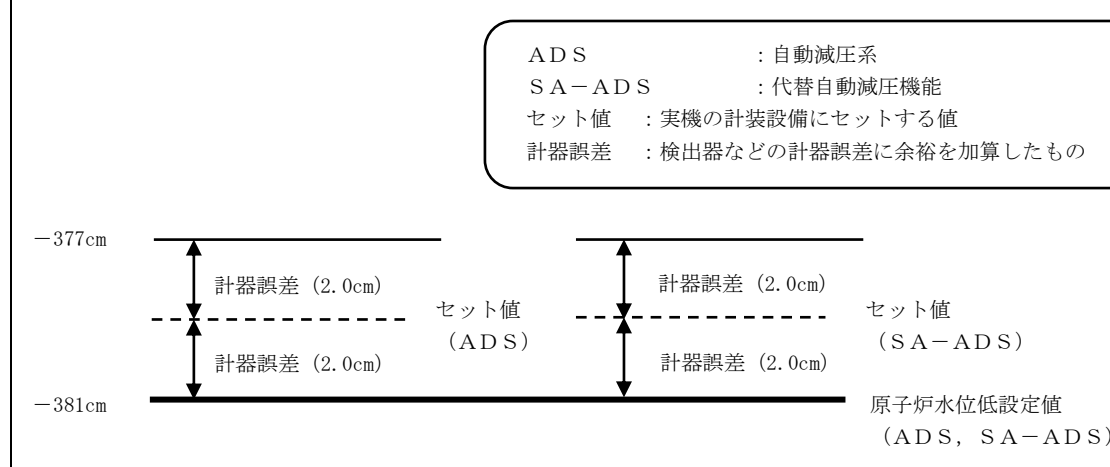 ADS :自動減圧系
SA-ADS :代替自動減圧機能
セット値 :実機の計装設備にセットする値
計器誤差 :検出器などの計器誤差に余裕を加算したもの
-377cm
計器誤差 (2.0cm)
計器誤差 (2.0cm)
セット値
(ADS)
セット値
(SA-ADS)
計器誤差 (2.0cm)
計器誤差 (2.0cm)
-381cm
原子炉水位低設定値
(ADS, SA-ADS)